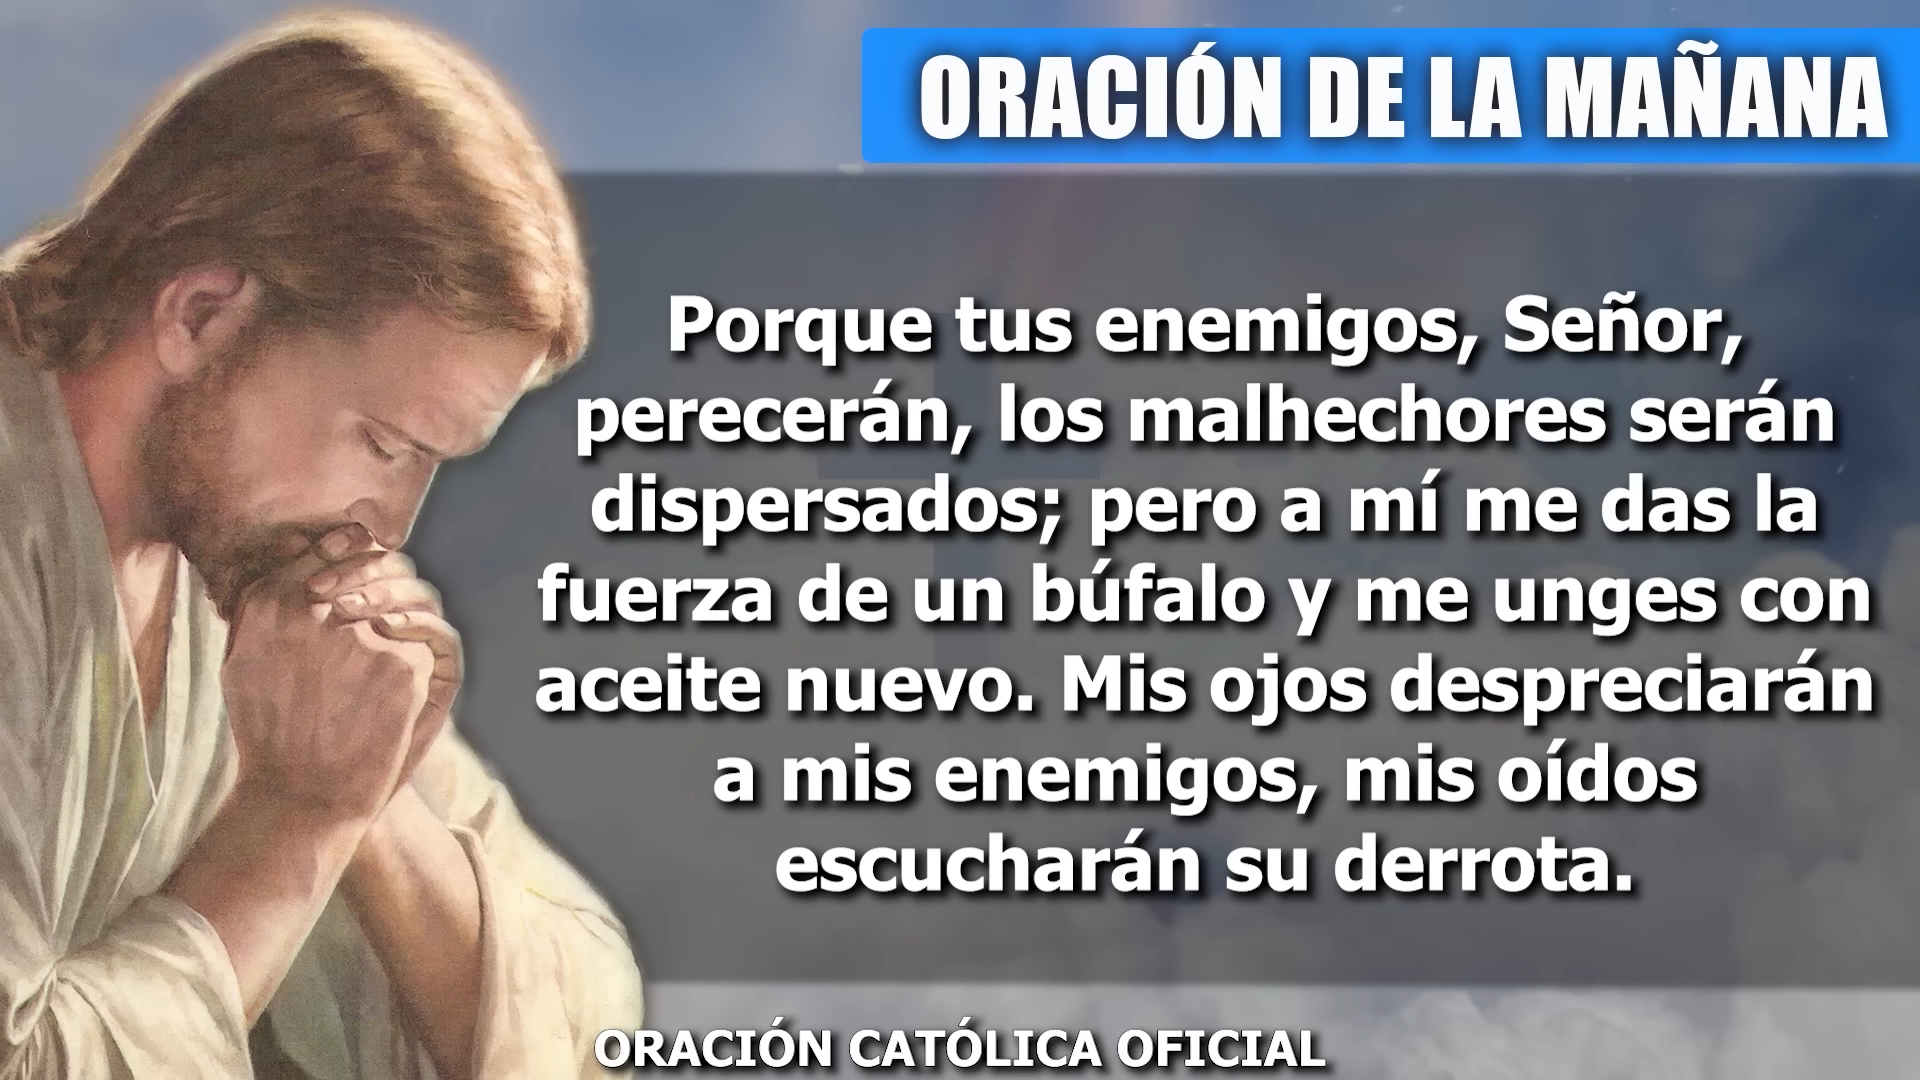 ORACIÓN DE LA MAÑANA
Porque tus enemigos, Señor,
perecerán, los malhechores serán
dispersados; pero a mí me das la
fuerza de un búfalo y me unges con
aceite nuevo. Mis ojos despreciarán
a mis enemigos, mis oídos
escucharán su derrota.
ORACIÓN CATÓLICA OFICIAL